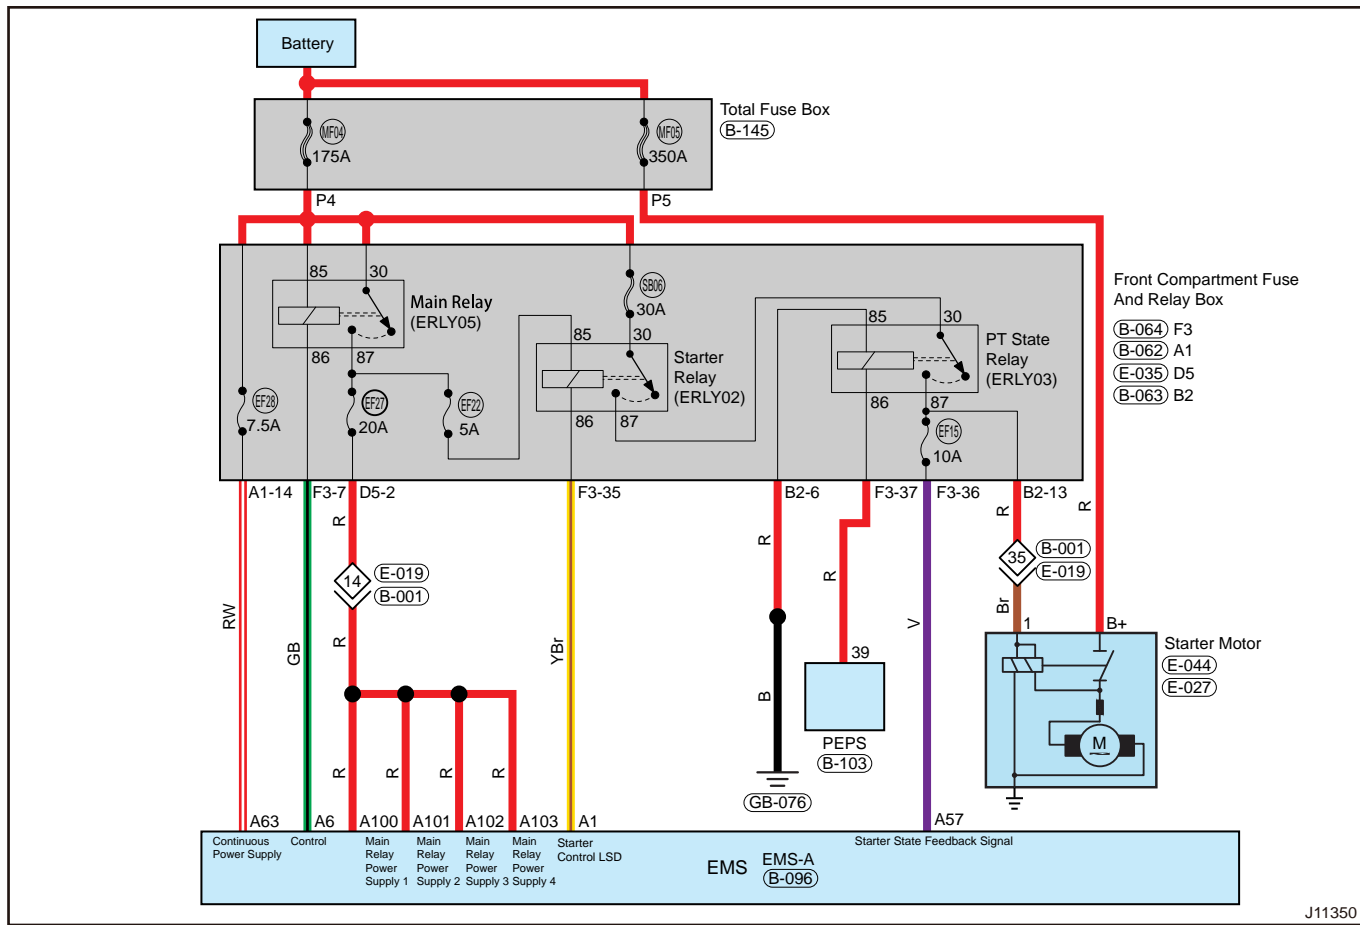 Battery
Total Fuse Box
B-145
MF04
175A
MF05
350A
P4
P5
85
30
Main Relay
(ERLY05)
86
87
SB06
30A
85
30
Starter
Relay
(ERLY02)
86
87
85
30
PT State
Relay
(ERLY03)
86
87
Front Compartment Fuse
And Relay Box
B-064 F3
B-062 A1
E-035 D5
B-063 B2
EF28
7.5A
EF27
20A
EF22
5A
EF15
10A
A1-14
F3-7
D5-2
F3-35
B2-6
F3-37
F3-36
B2-13
R
R
R
R
R
14
E-019
B-001
35
B-001
E-019
RW
GB
R
YBr
B
V
Br
1
B+
Starter Motor
E-044
E-027
M
39
PEPS
B-103
GB-076
R
R
R
R
A63
A6
A100
A101
A102
A103
A1
A57
Continuous
Power Supply
Control
Main
Relay
Power
Supply 1
Main
Relay
Power
Supply 2
Main
Relay
Power
Supply 3
Main
Relay
Power
Supply 4
Starter
Control LSD
Starter State Feedback Signal
EMS
EMS-A
B-096
J11350